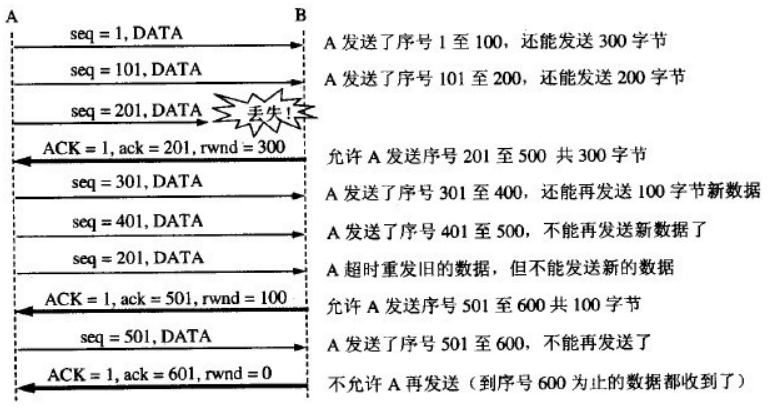 A B
seq = 1, DATA A 发送了序号 1 至 100，还能发送 300 字节
seq = 101, DATA A 发送了序号 101 至 200，还能发送 200 字节
seq = 201, DATA 丢失！
ACK = 1, ack = 201, rwnd = 300 允许 A 发送序号 201 至 500 共 300 字节
seq = 301, DATA A 发送了序号 301 至 400，还能再发送 100 字节新数据
seq = 401, DATA A 发送了序号 401 至 500，不能再发送新数据了
seq = 201, DATA A 超时重发旧的数据，但不能发送新的数据
ACK = 1, ack = 501, rwnd = 100 允许 A 发送序号 501 至 600 共 100 字节
seq = 501, DATA A 发送了序号 501 至 600，不能再发送了
ACK = 1, ack = 601, rwnd = 0 不允许 A 再发送（到序号 600 为止的数据都收到了）